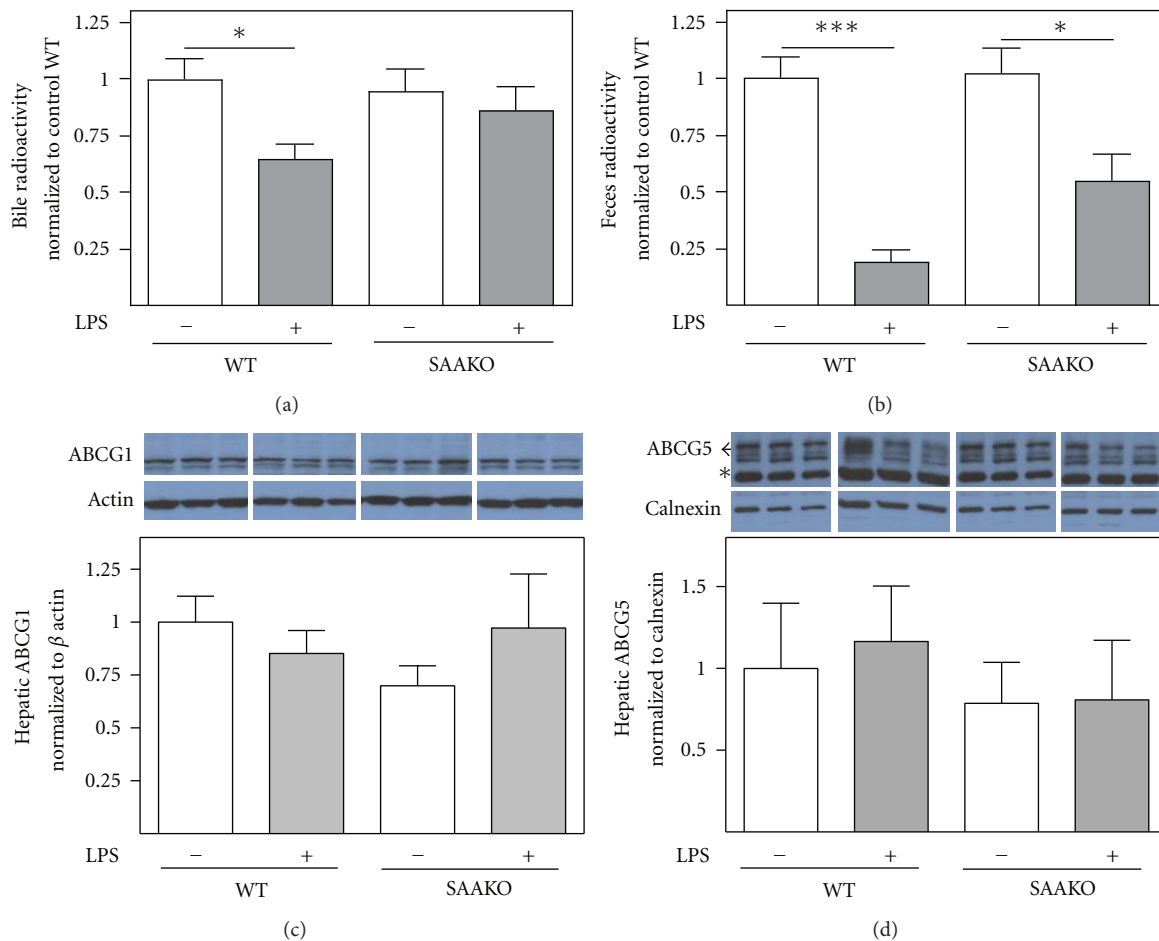 Bile radioactivity
normalized to control WT
1.25
1
0.75
0.5
0.25
*
LPS − + − +
WT SAAKO
(a)
Feces radioactivity
normalized to control WT
1.25
1
0.75
0.5
0.25
*** *
LPS − + − +
WT SAAKO
(b)
ABCG1
Actin
Hepatic ABCG1
normalized to β actin
1.25
1
0.75
0.5
0.25
LPS − + − +
WT SAAKO
(c)
ABCG5
*
Calnexin
Hepatic ABCG5
normalized to calnexin
1.5
1
0.5
LPS − + − +
WT SAAKO
(d)